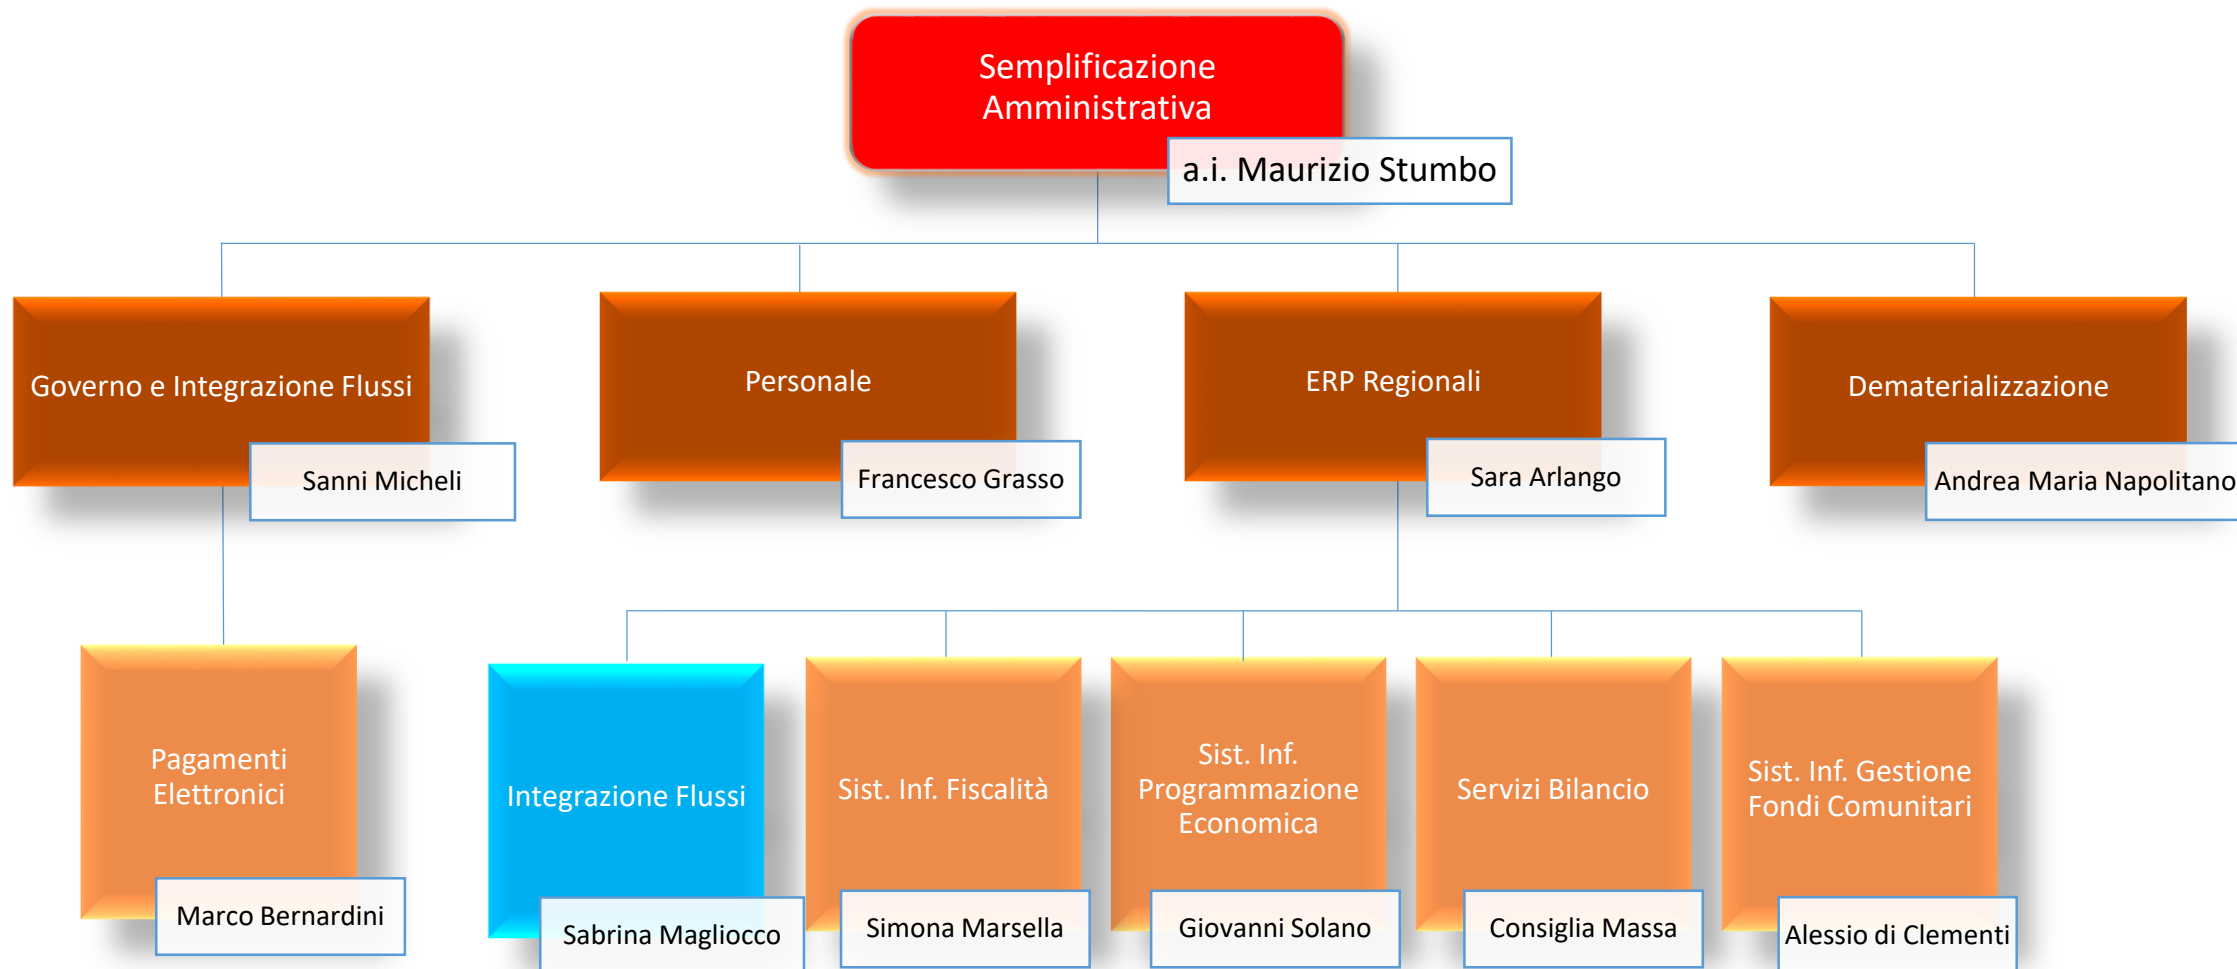 Semplificazione
Amministrativa
a.i. Maurizio Stumbo
Governo e Integrazione Flussi
Sanni Micheli
Personale
Francesco Grasso
ERP Regionali
Sara Arlango
Dematerializzazione
Andrea Maria Napolitano
Pagamenti
Elettronici
Marco Bernardini
Integrazione Flussi
Sabrina Magliocco
Sist. Inf. Fiscalità
Simona Marsella
Sist. Inf.
Programmazione
Economica
Giovanni Solano
Servizi Bilancio
Consiglia Massa
Sist. Inf. Gestione
Fondi Comunitari
Alessio di Clementi